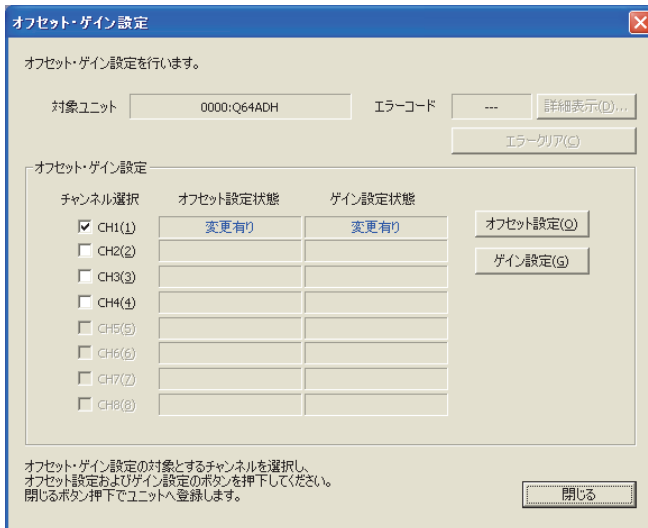 オフセット・ゲイン設定
オフセット・ゲイン設定を行います。
対象ユニット 0000:Q64ADH エラーコード --- 詳細表示(D)...
エラークリア(C)
オフセット・ゲイン設定
チャンネル選択 オフセット設定状態 ゲイン設定状態
CH1(1) 変更有り 変更有り オフセット設定(O)
CH2(2) ゲイン設定(G)
CH3(3)
CH4(4)
CH5(5)
CH6(6)
CH7(7)
CH8(8)
オフセット・ゲイン設定の対象とするチャンネルを選択し、
オフセット設定およびゲイン設定のボタンを押下してください。
閉じるボタン押下でユニットへ登録します。
閉じる